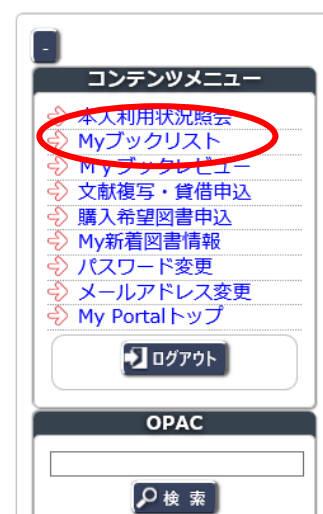 -
コンテンツメニュー
本人利用状況照会
Myブックリスト
Myブックレビュー
文献複写・貸借申込
購入希望図書申込
My新着図書情報
パスワード変更
メールアドレス変更
My Portalトップ
ログアウト
OPAC
検 索